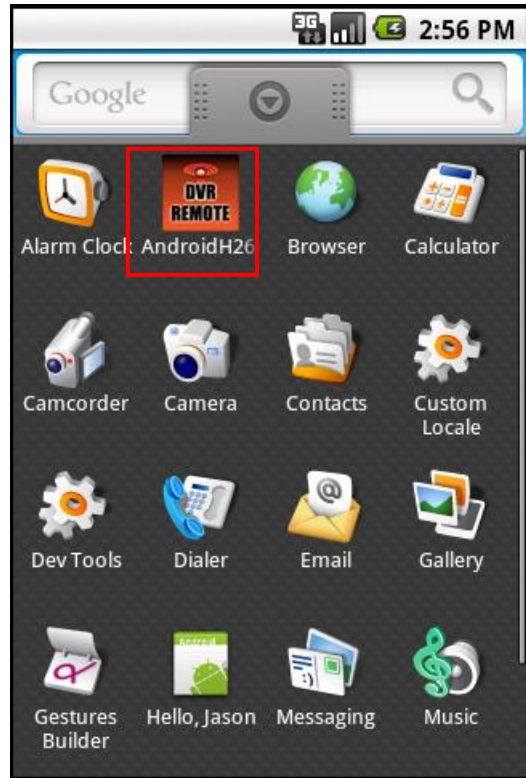 3G 2:56 PM
Google
DVR
REMOTE
Alarm Clock AndroidH26 Browser Calculator
Camcorder Camera Contacts Custom
Locale
@
Dev Tools Dialer Email Gallery
Android
Gestures Hello, Jason Messaging Music
Builder